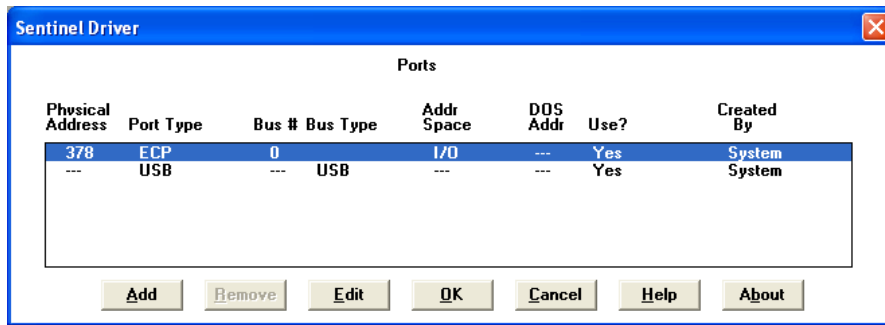 Sentinel Driver
Ports
Physical Address Port Type Bus # Bus Type Addr Space DOS Addr Use? Created By
378 ECP 0 I/O --- Yes System
--- USB --- USB --- --- Yes System
Add Remove Edit OK Cancel Help About